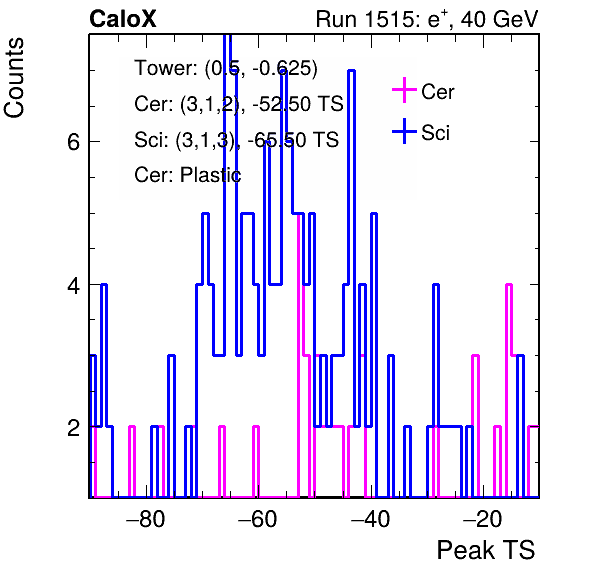 CaloX
Run 1515: e+, 40 GeV
Counts
Tower: (0.5, -0.625)
Cer: (3,1,2), -52.50 TS
Sci: (3,1,3), -65.50 TS
Cer: Plastic
Cer
Sci
6
4
2
−80 −60 −40 −20
Peak TS